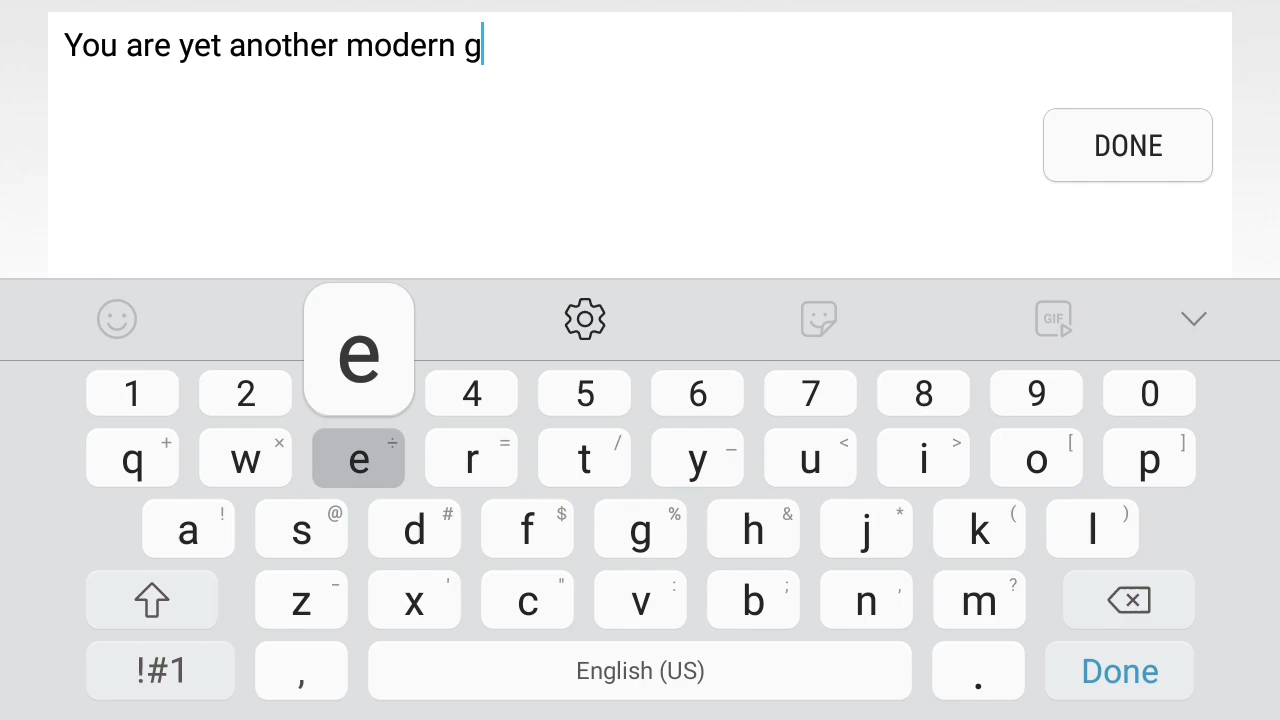 You are yet another modern g
DONE
e
GIF
1 2 4 5 6 7 8 9 0
q + w × e ÷ r = t / y _ u < i > o [ p ]
a ! s @ d # f $ g % h & j * k ( l )
z - x ' c " v : b ; n , m ?
!#1 , English (US) . Done